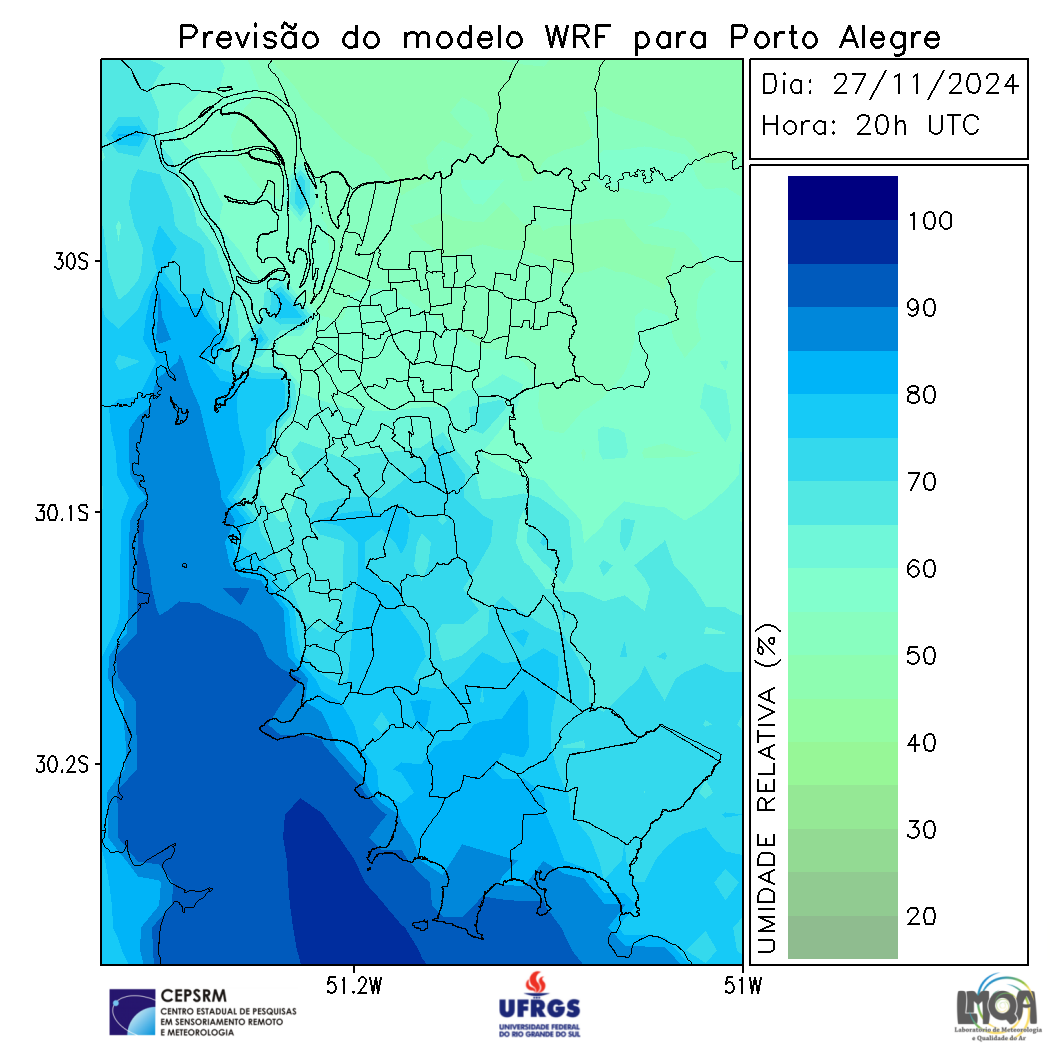 Previsão do modelo WRF para Porto Alegre
Dia: 27/11/2024
Hora: 20h UTC
30S
30.1S
30.2S
51.2W
51W
100
90
80
70
60
50
40
30
20
UMIDADE RELATIVA (%)
CEPSRM
CENTRO ESTADUAL DE PESQUISAS
EM SENSORIAMENTO REMOTO
E METEOROLOGIA
UFRGS
UNIVERSIDADE FEDERAL
DO RIO GRANDE DO SUL
LMQA
Laboratório de Meteorologia
e Qualidade do Ar